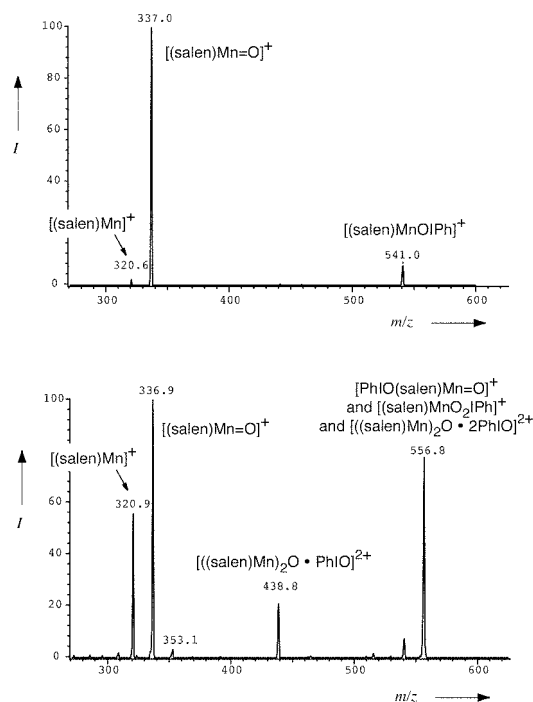 337.0
100
[(salen)Mn=O]⁺
80
I
60
40
[(salen)Mn]⁺
[(salen)MnOIPh]⁺
20
320.6
541.0
0
300 400 500 600
m/z
[PhIO(salen)Mn=O]⁺
336.9
and [(salen)MnO₂IPh]⁺
100
and [((salen)Mn)₂O • 2PhIO]²⁺
[(salen)Mn=O]⁺
556.8
[(salen)Mn]⁺
I
320.9
60
[((salen)Mn)₂O • PhIO]²⁺
40
438.8
20
353.1
0
300 400 500 600
m/z